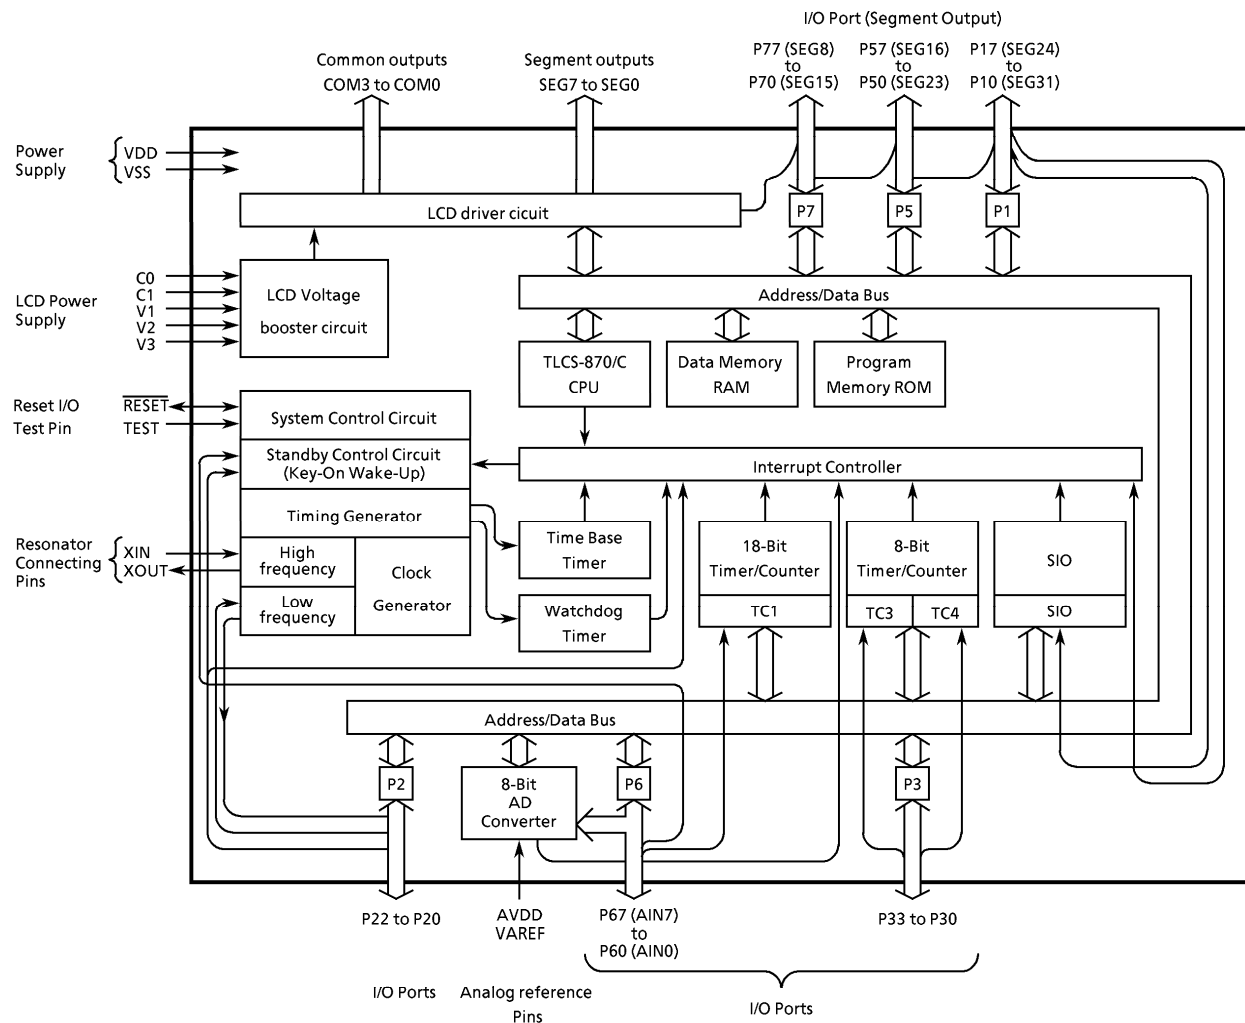 I/O Port (Segment Output)
P77 (SEG8)
to
P70 (SEG15)
P57 (SEG16)
to
P50 (SEG23)
P17 (SEG24)
to
P10 (SEG31)
Common outputs
COM3 to COM0
Segment outputs
SEG7 to SEG0
Power
Supply
VDD
VSS
LCD driver cicuit
P7
P5
P1
LCD Power
Supply
C0
C1
V1
V2
V3
LCD Voltage
booster circuit
Address/Data Bus
TLCS-870/C
CPU
Data Memory
RAM
Program
Memory ROM
Reset I/O
Test Pin
RESET
TEST
System Control Circuit
Standby Control Circuit
(Key-On Wake-Up)
Interrupt Controller
Timing Generator
Resonator
Connecting
Pins
XIN
XOUT
High
frequency
Low
frequency
Clock
Generator
Time Base
Timer
Watchdog
Timer
18-Bit
Timer/Counter
TC1
8-Bit
Timer/Counter
TC3
TC4
SIO
SIO
Address/Data Bus
P2
8-Bit
AD
Converter
P6
P3
P22 to P20
AVDD
VAREF
P67 (AIN7)
to
P60 (AIN0)
P33 to P30
I/O Ports
Analog reference
Pins
I/O Ports